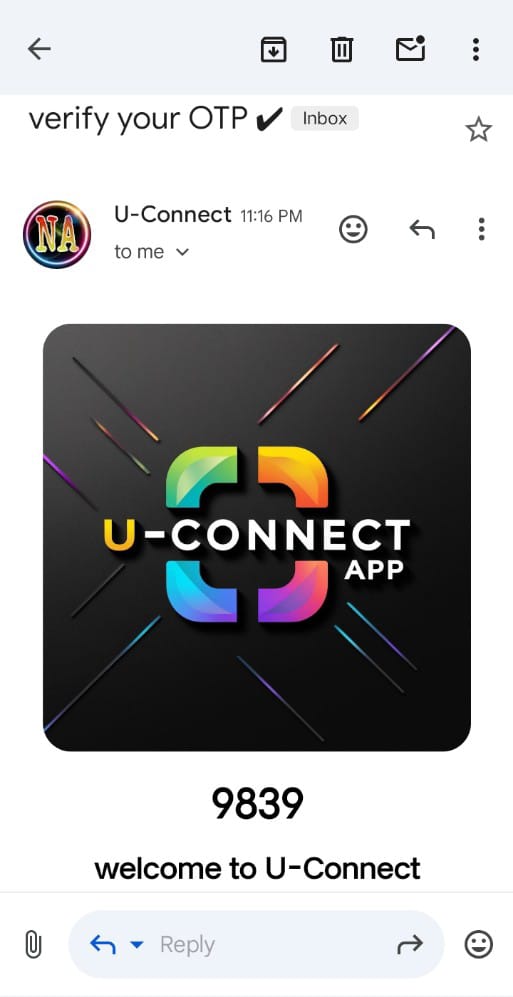 verify your OTP ✔ Inbox
NA
U-Connect 11:16 PM
to me
U-CONNECT
APP
9839
welcome to U-Connect
Reply